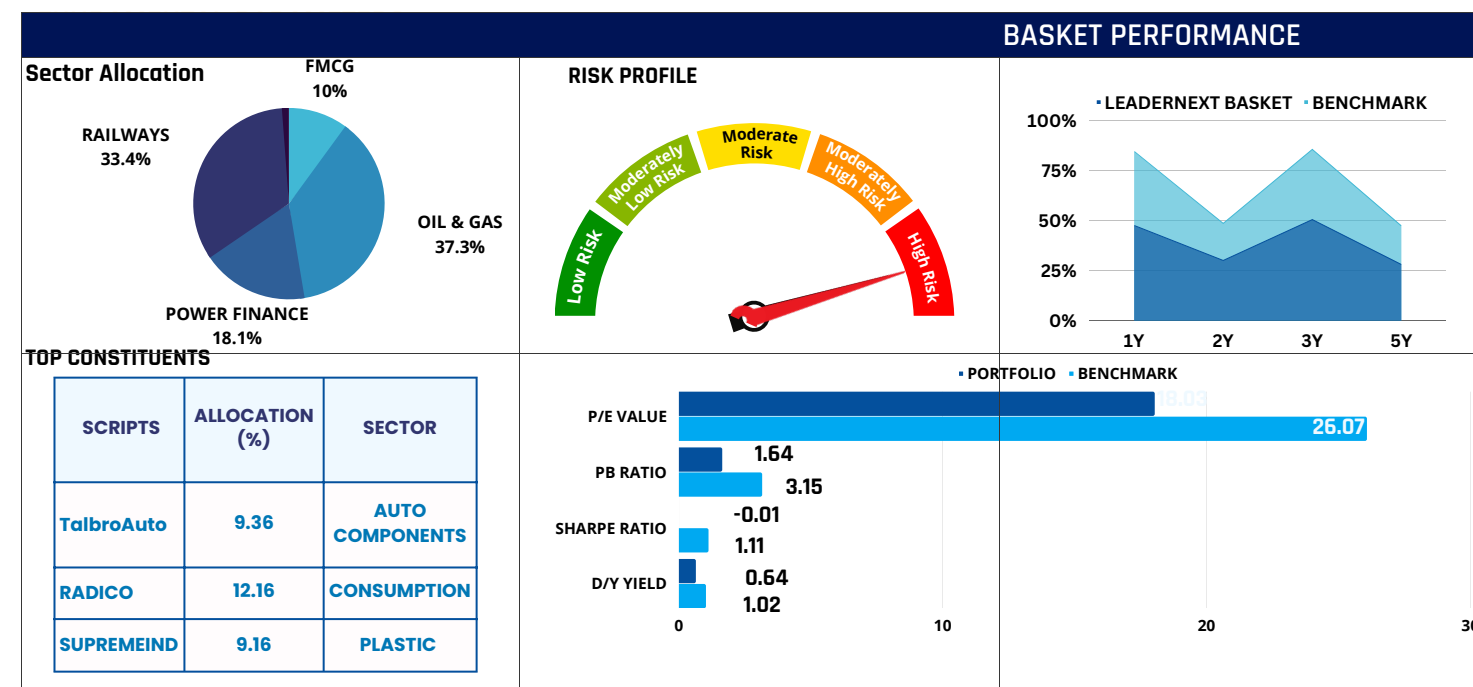 BASKET PERFORMANCE
Sector Allocation
FMCG
10%
RAILWAYS
33.4%
OIL & GAS
37.3%
POWER FINANCE
18.1%
RISK PROFILE
Low Risk
Moderately
Low Risk
Moderate
Risk
Moderately
High Risk
High Risk
LEADERNEXT BASKET BENCHMARK
100%
75%
50%
25%
0%
1Y 2Y 3Y 5Y
TOP CONSTITUENTS
SCRIPTS ALLOCATION (%) SECTOR
TalbroAuto 9.36 AUTO COMPONENTS
RADICO 12.16 CONSUMPTION
SUPREMEIND 9.16 PLASTIC
PORTFOLIO BENCHMARK
P/E VALUE 18.03
26.07
PB RATIO 1.64
3.15
SHARPE RATIO -0.01
1.11
D/Y YIELD 0.64
1.02
0 10 20